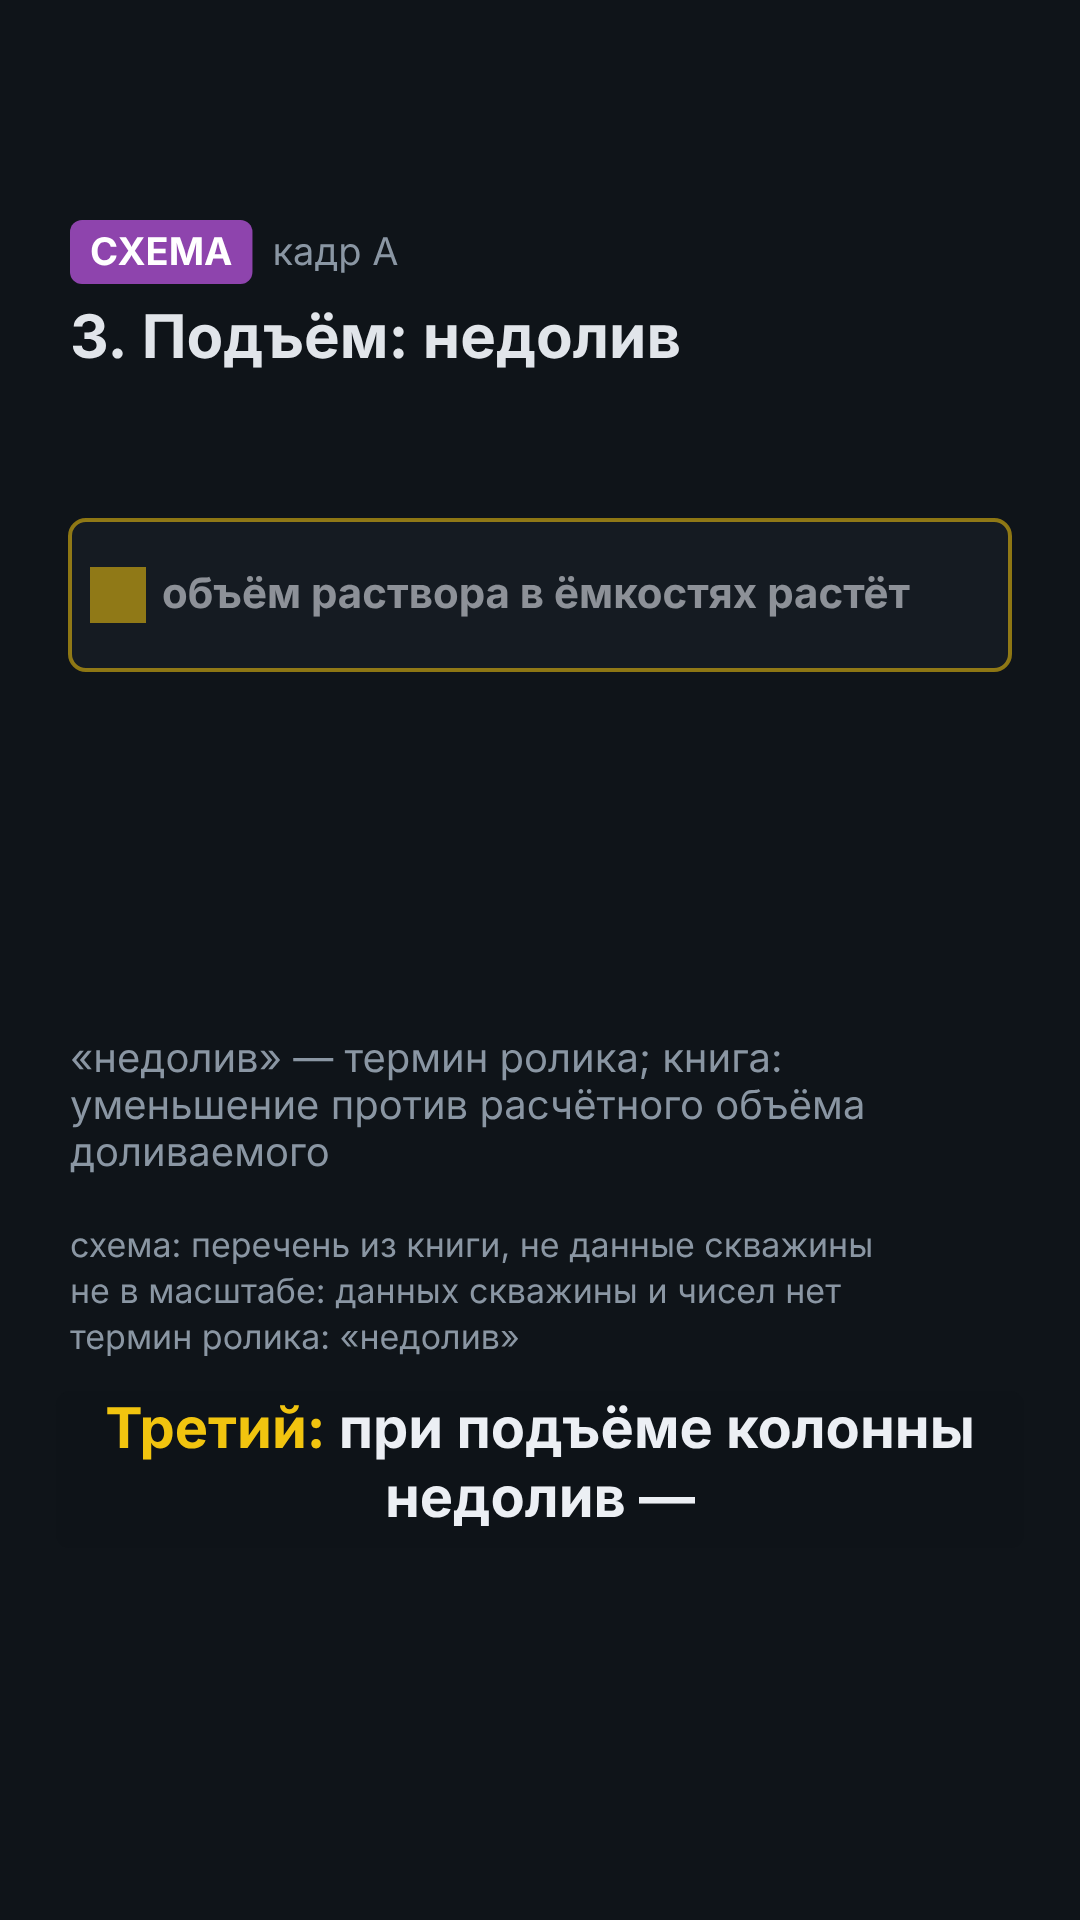 СХЕМА кадр А
3. Подъём: недолив
объём раствора в ёмкостях растёт
«недолив» — термин ролика; книга:
уменьшение против расчётного объёма
доливаемого
схема: перечень из книги, не данные скважины
не в масштабе: данных скважины и чисел нет
термин ролика: «недолив»
Третий: при подъёме колонны
недолив —